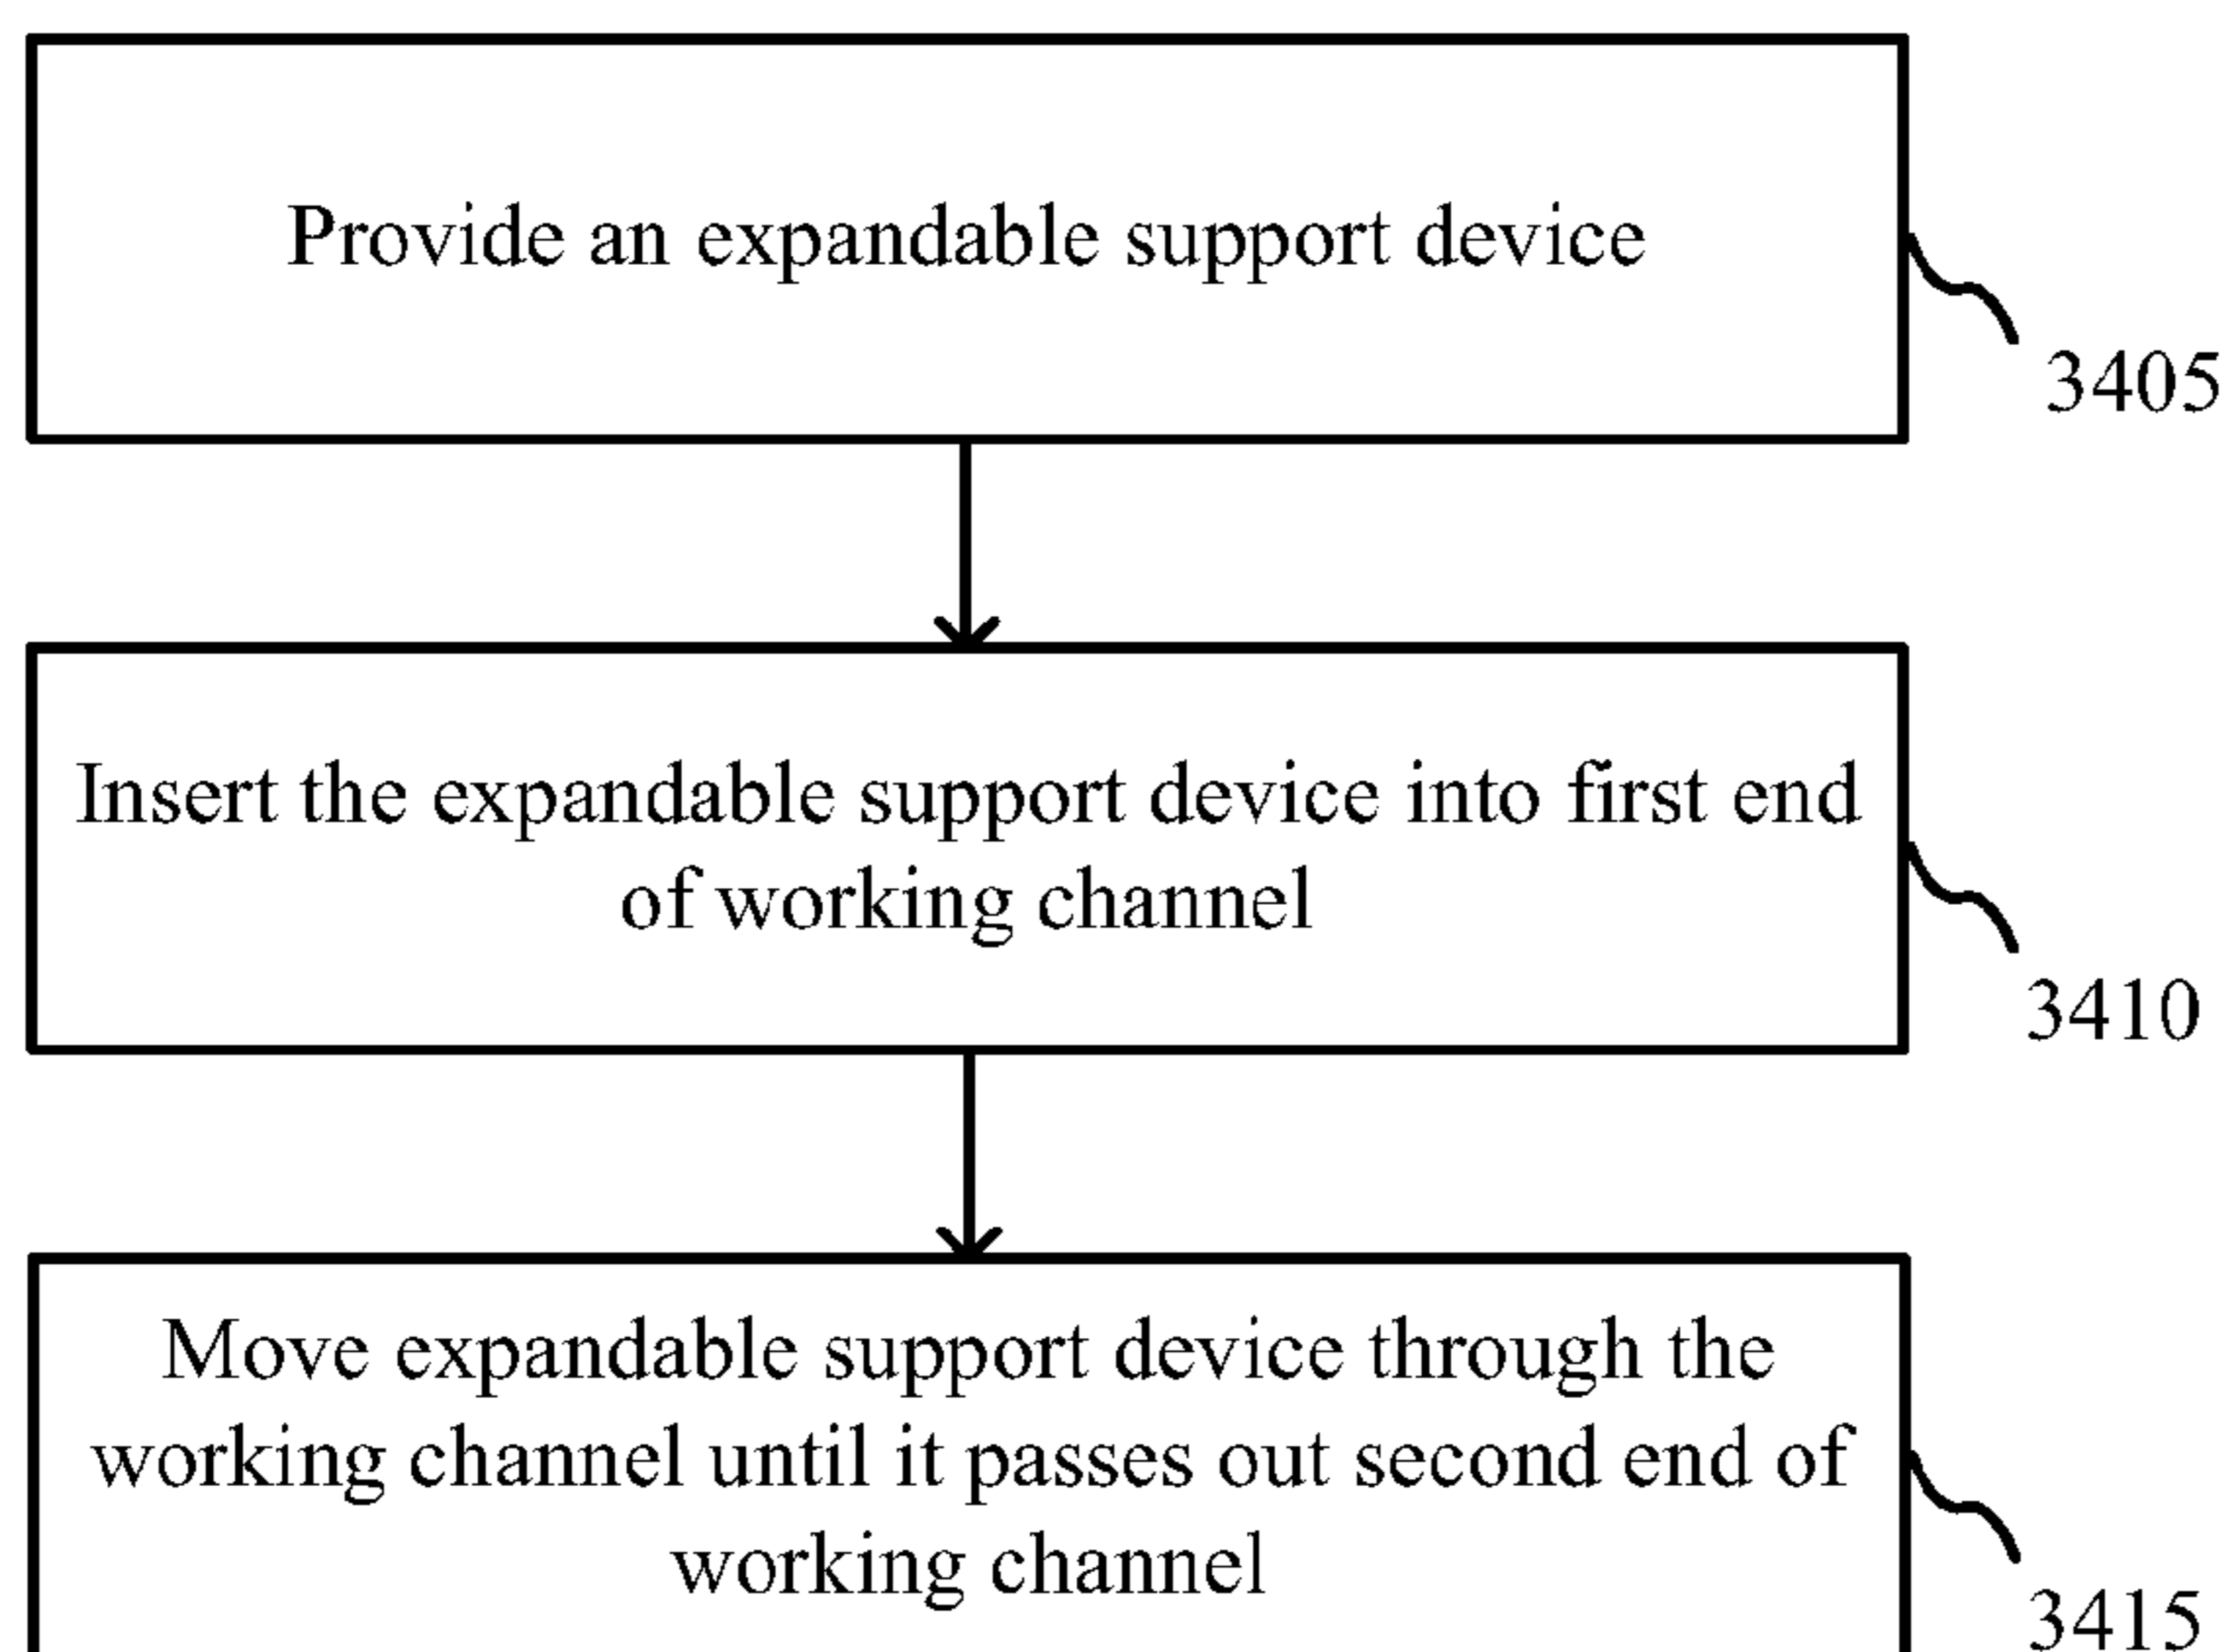 Provide an expandable support device
3405
Insert the expandable support device into first end
of working channel
3410
Move expandable support device through the
working channel until it passes out second end of
working channel
3415